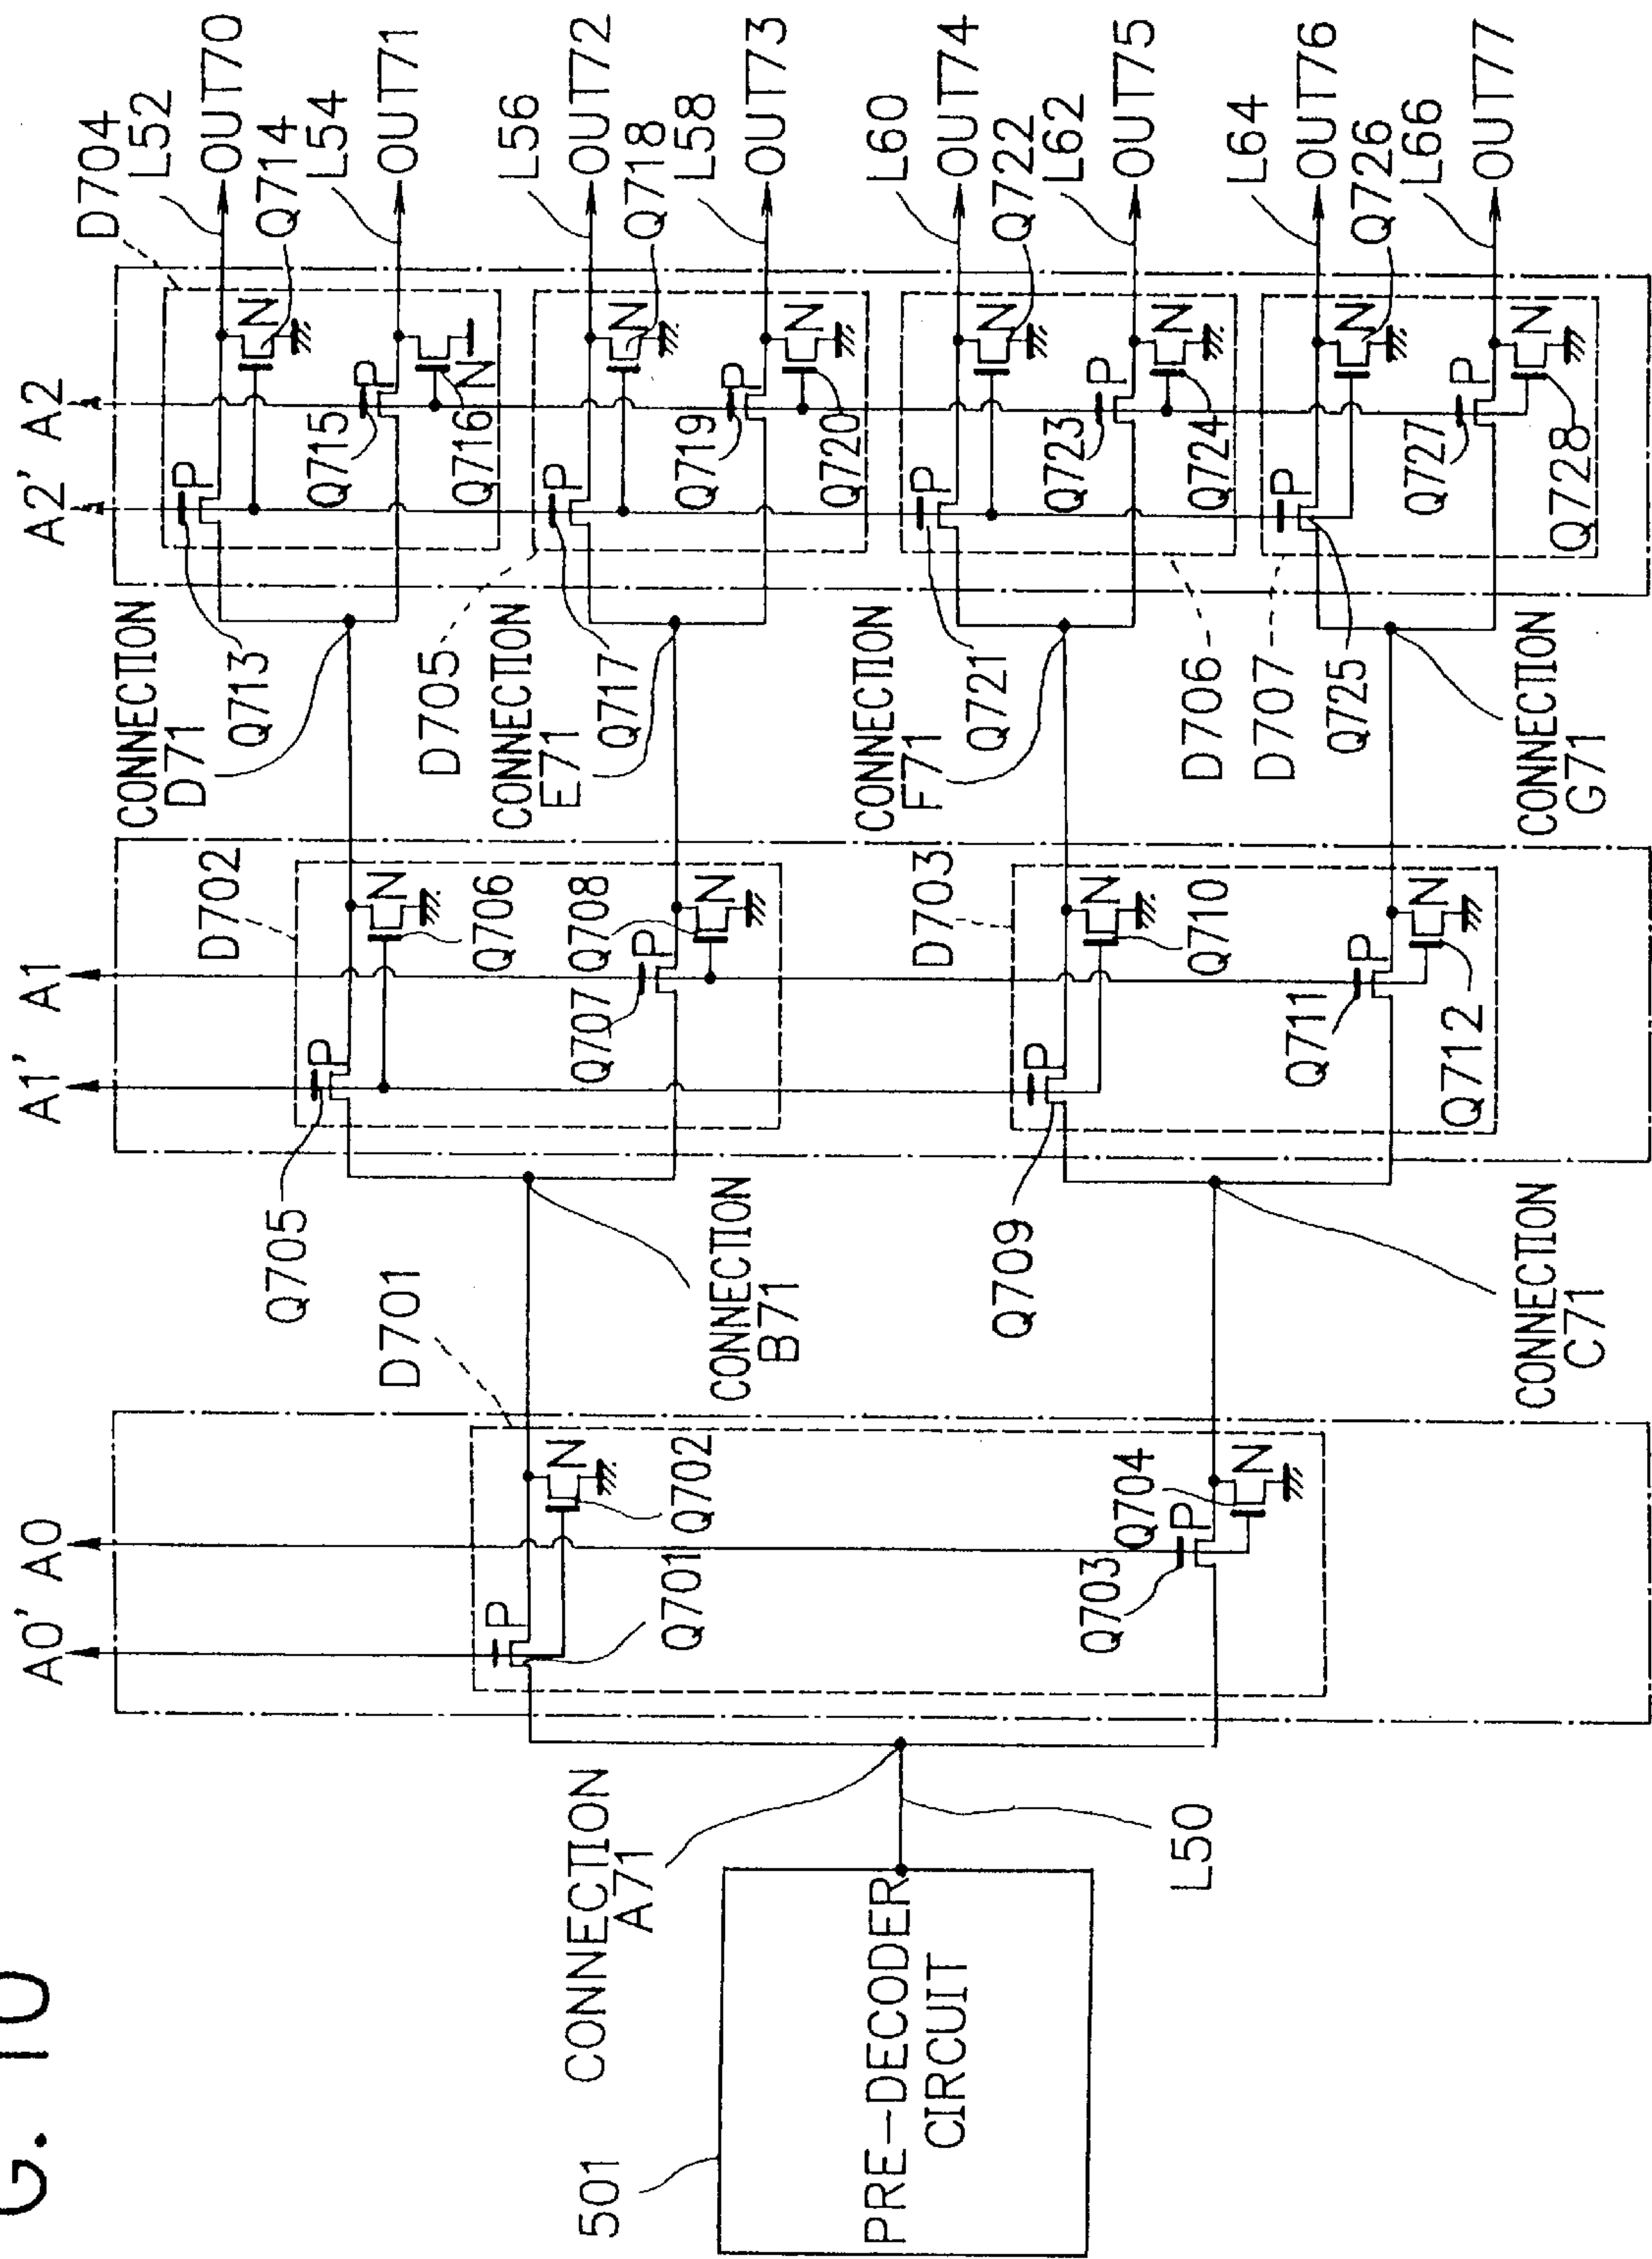 G. 10
A0' A0
A1' A1
A2' A2
D704
L52
OUT70
Q714
L54
OUT71
L56
OUT72
Q718
L58
OUT73
L60
OUT74
Q722
L62
OUT75
L64
OUT76
Q726
L66
OUT77
P
N
Q715
P
N
Q716
P
N
Q719
P
N
Q720
P
N
Q723
P
N
Q724
P
N
Q727
P
N
Q728
CONNECTION
D71
Q713
D705
CONNECTION
E71
Q717
CONNECTION
F71
Q721
D706
D707
Q725
CONNECTION
G71
D702
P
N
Q706
Q707
Q708
P
N
D703
P
N
Q710
Q711
P
N
Q712
Q705
CONNECTION
B71
Q709
CONNECTION
C71
D701
P
N
Q702
Q701
Q703
Q704
P
N
CONNECTION
A71
L50
501
PRE-DECODER
CIRCUIT